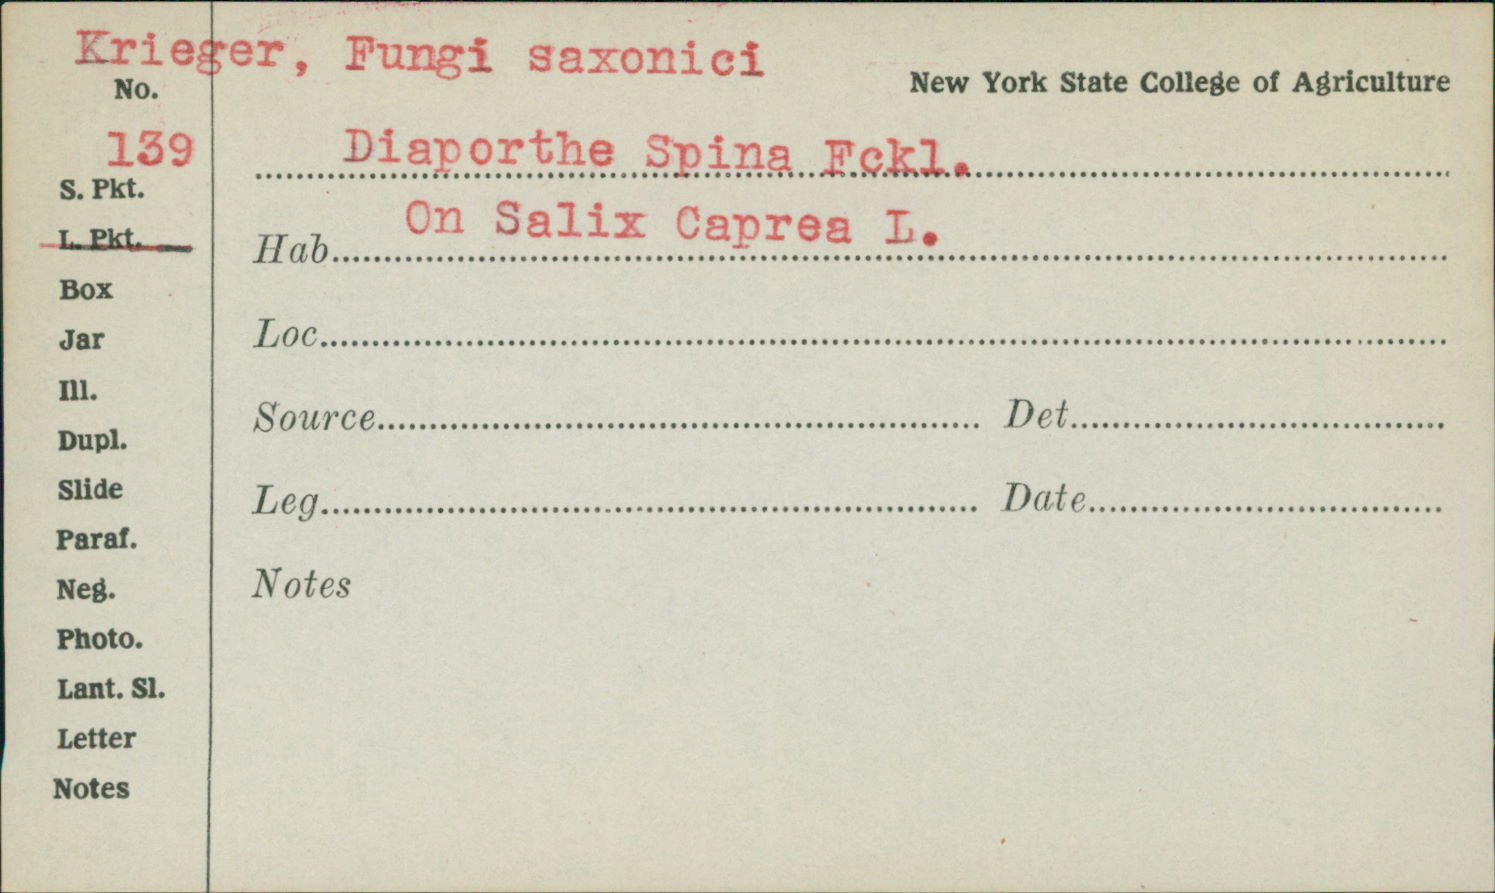 Krieger, Fungi saxonici
No.
New York State College of Agriculture
139
Diaporthe Spina Fckl.
S. Pkt.
On Salix Caprea L.
L. Pkt.
Hab
Box
Loc
Jar
Ill.
Source Det
Dupl.
Slide
Leg Date
Paraf.
Neg.
Notes
Photo.
Lant. Sl.
Letter
Notes